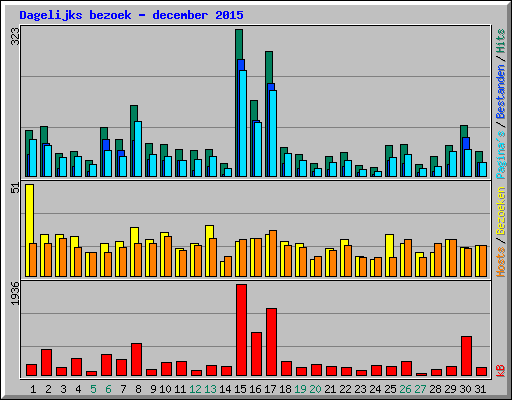 Dagelijks bezoek - december 2015
323
51
1936
Hosts / Bezoeken Pagina's / Bestanden / Hits
kB
1 2 3 4 5 6 7 8 9 10 11 12 13 14 15 16 17 18 19 20 21 22 23 24 25 26 27 28 29 30 31